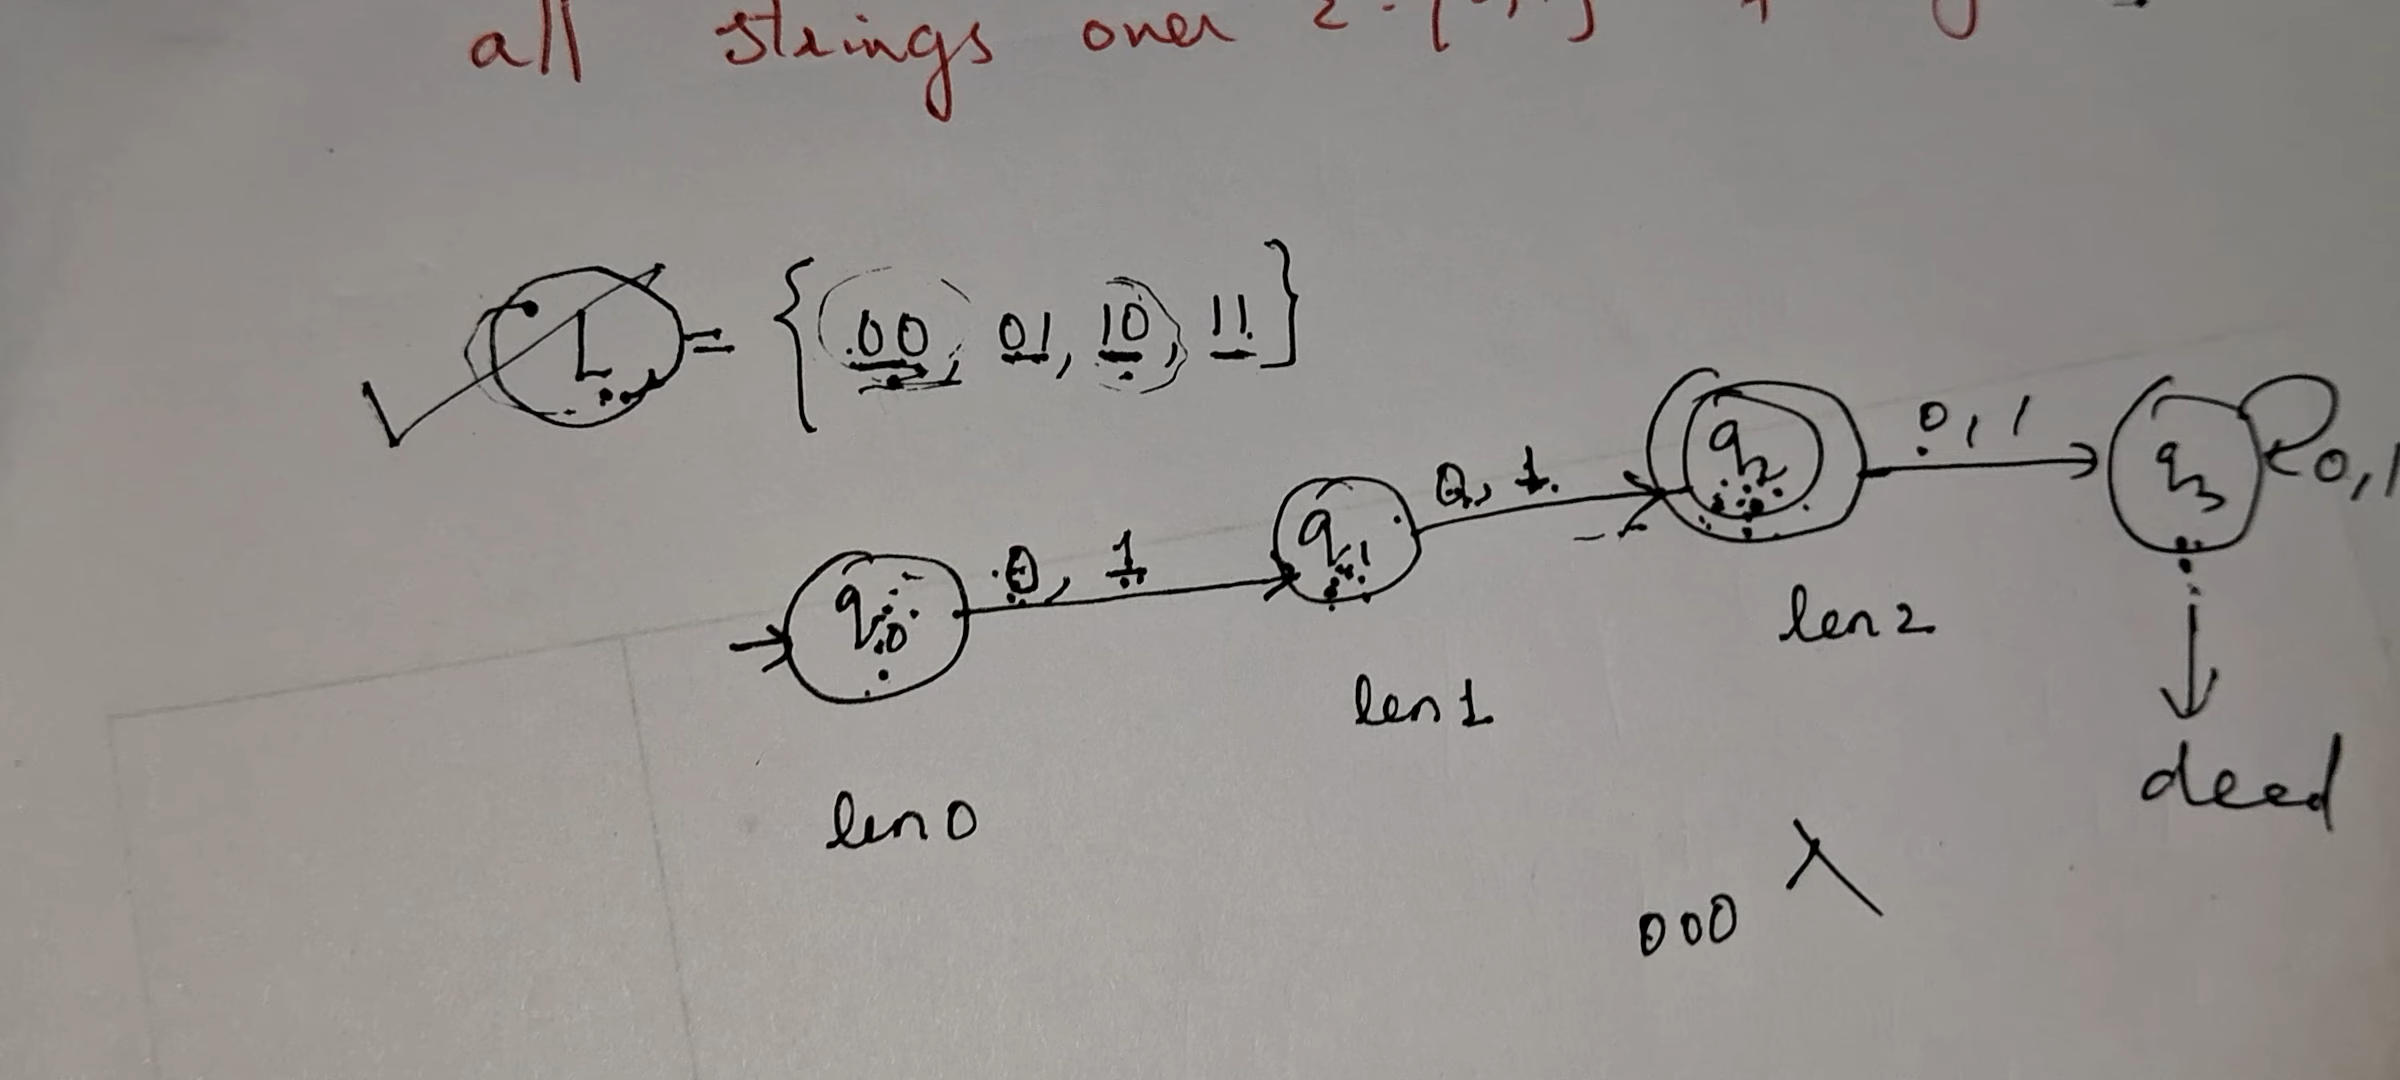 all strings over
L = {00, 01, 10, 11}
q0 0, 1 q1 0, 1 q2 0, 1 q3 0, 1
len 0 len 1 len 2 deed
000